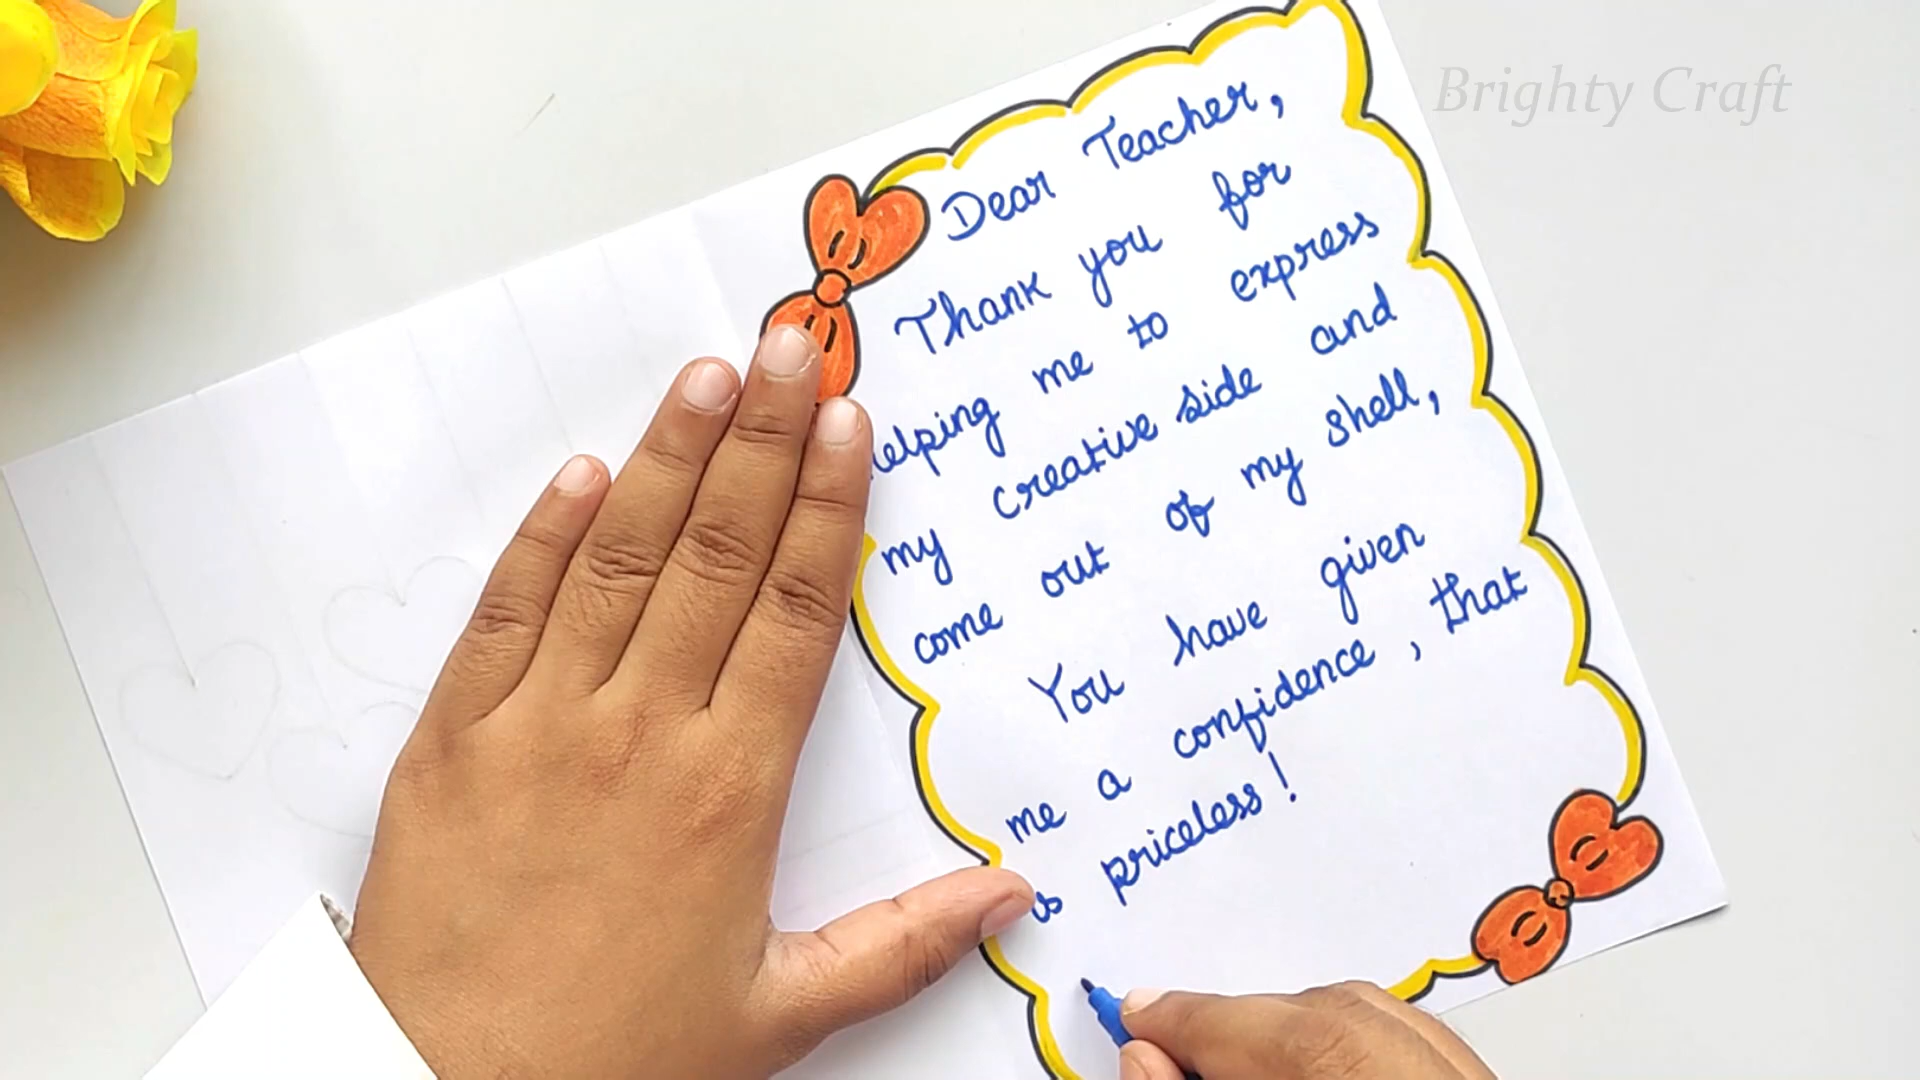 Brighty Craft
Dear Teacher,
Thank you for
helping me to express
my creative side and
come out of my shell,
You have given
me a confidence, that
is priceless!